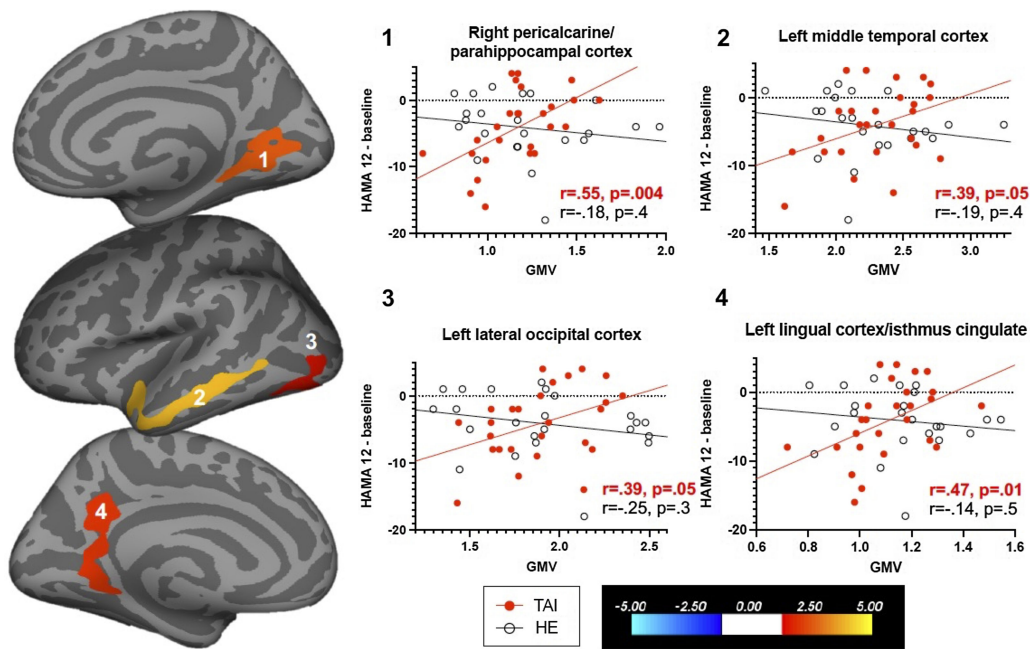 1
Right pericalcarine/
parahippocampal cortex
HAMA 12 - baseline
0
-10
-20
1.0
1.5
2.0
GMV
r=.55, p=.004
r=-.18, p=.4
2
Left middle temporal cortex
HAMA 12 - baseline
0
-10
-20
1.5
2.0
2.5
3.0
GMV
r=.39, p=.05
r=-.19, p=.4
3
Left lateral occipital cortex
HAMA 12 - baseline
0
-10
-20
1.5
2.0
2.5
GMV
r=.39, p=.05
r=-.25, p=.3
4
Left lingual cortex/isthmus cingulate
HAMA 12 - baseline
0
-10
-20
0.6
0.8
1.0
1.2
1.4
1.6
GMV
r=.47, p=.01
r=-.14, p=.5
1
2
3
4
TAI
HE
-5.00 -2.50 0.00 2.50 5.00